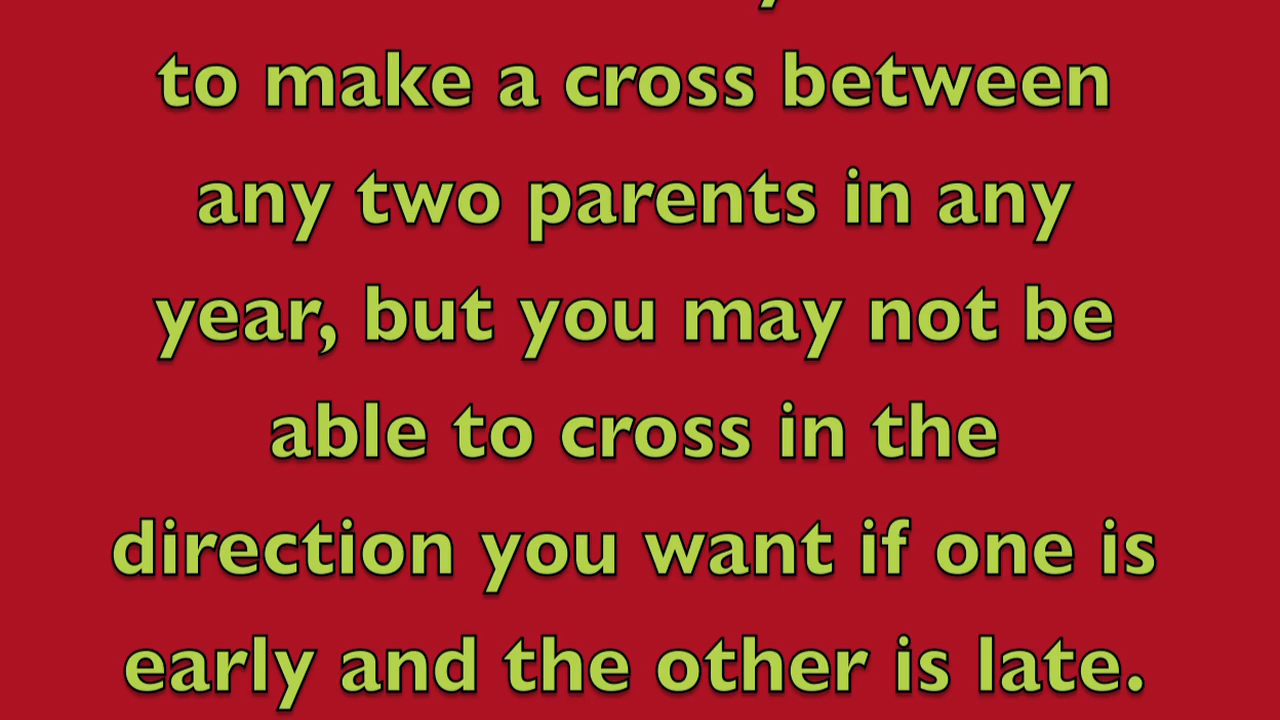 to make a cross between
any two parents in any
year, but you may not be
able to cross in the
direction you want if one is
early and the other is late.